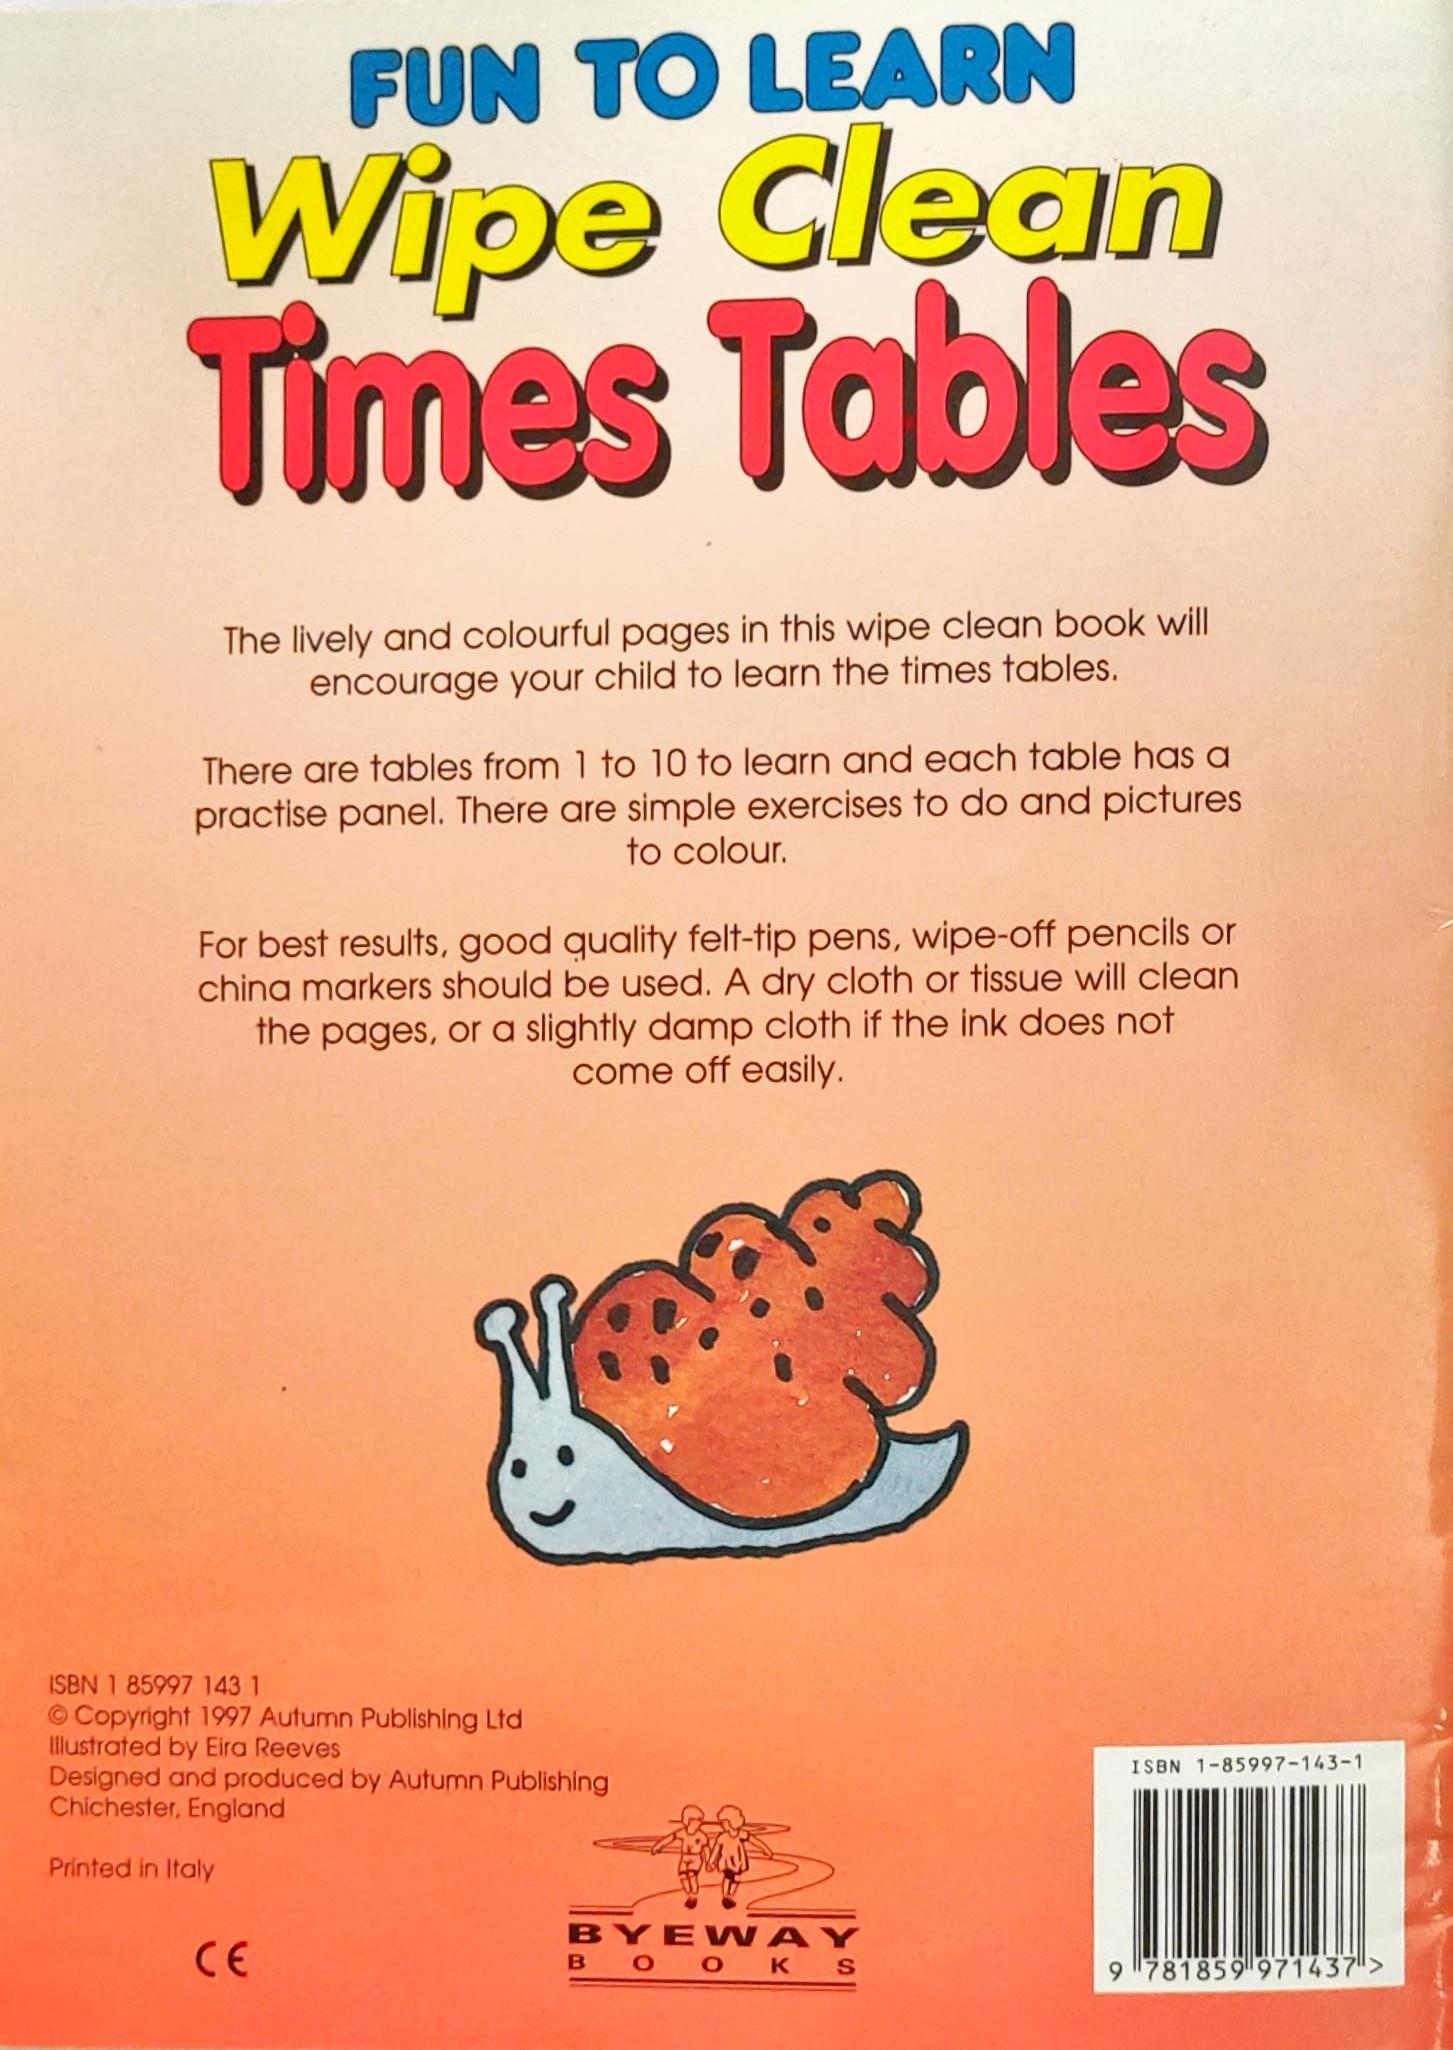 FUN TO LEARN
Wipe Clean
Times Tables
The lively and colourful pages in this wipe clean book will
encourage your child to learn the times tables.
There are tables from 1 to 10 to learn and each table has a
practise panel. There are simple exercises to do and pictures
to colour.
For best results, good quality felt-tip pens, wipe-off pencils or
china markers should be used. A dry cloth or tissue will clean
the pages, or a slightly damp cloth if the ink does not
come off easily.
ISBN 1 85997 143 1
© Copyright 1997 Autumn Publishing Ltd
Illustrated by Eira Reeves
Designed and produced by Autumn Publishing
Chichester, England
Printed in Italy
CE
BYEWAY
BOOKS
ISBN 1-85997-143-1
9 781859 971437 >